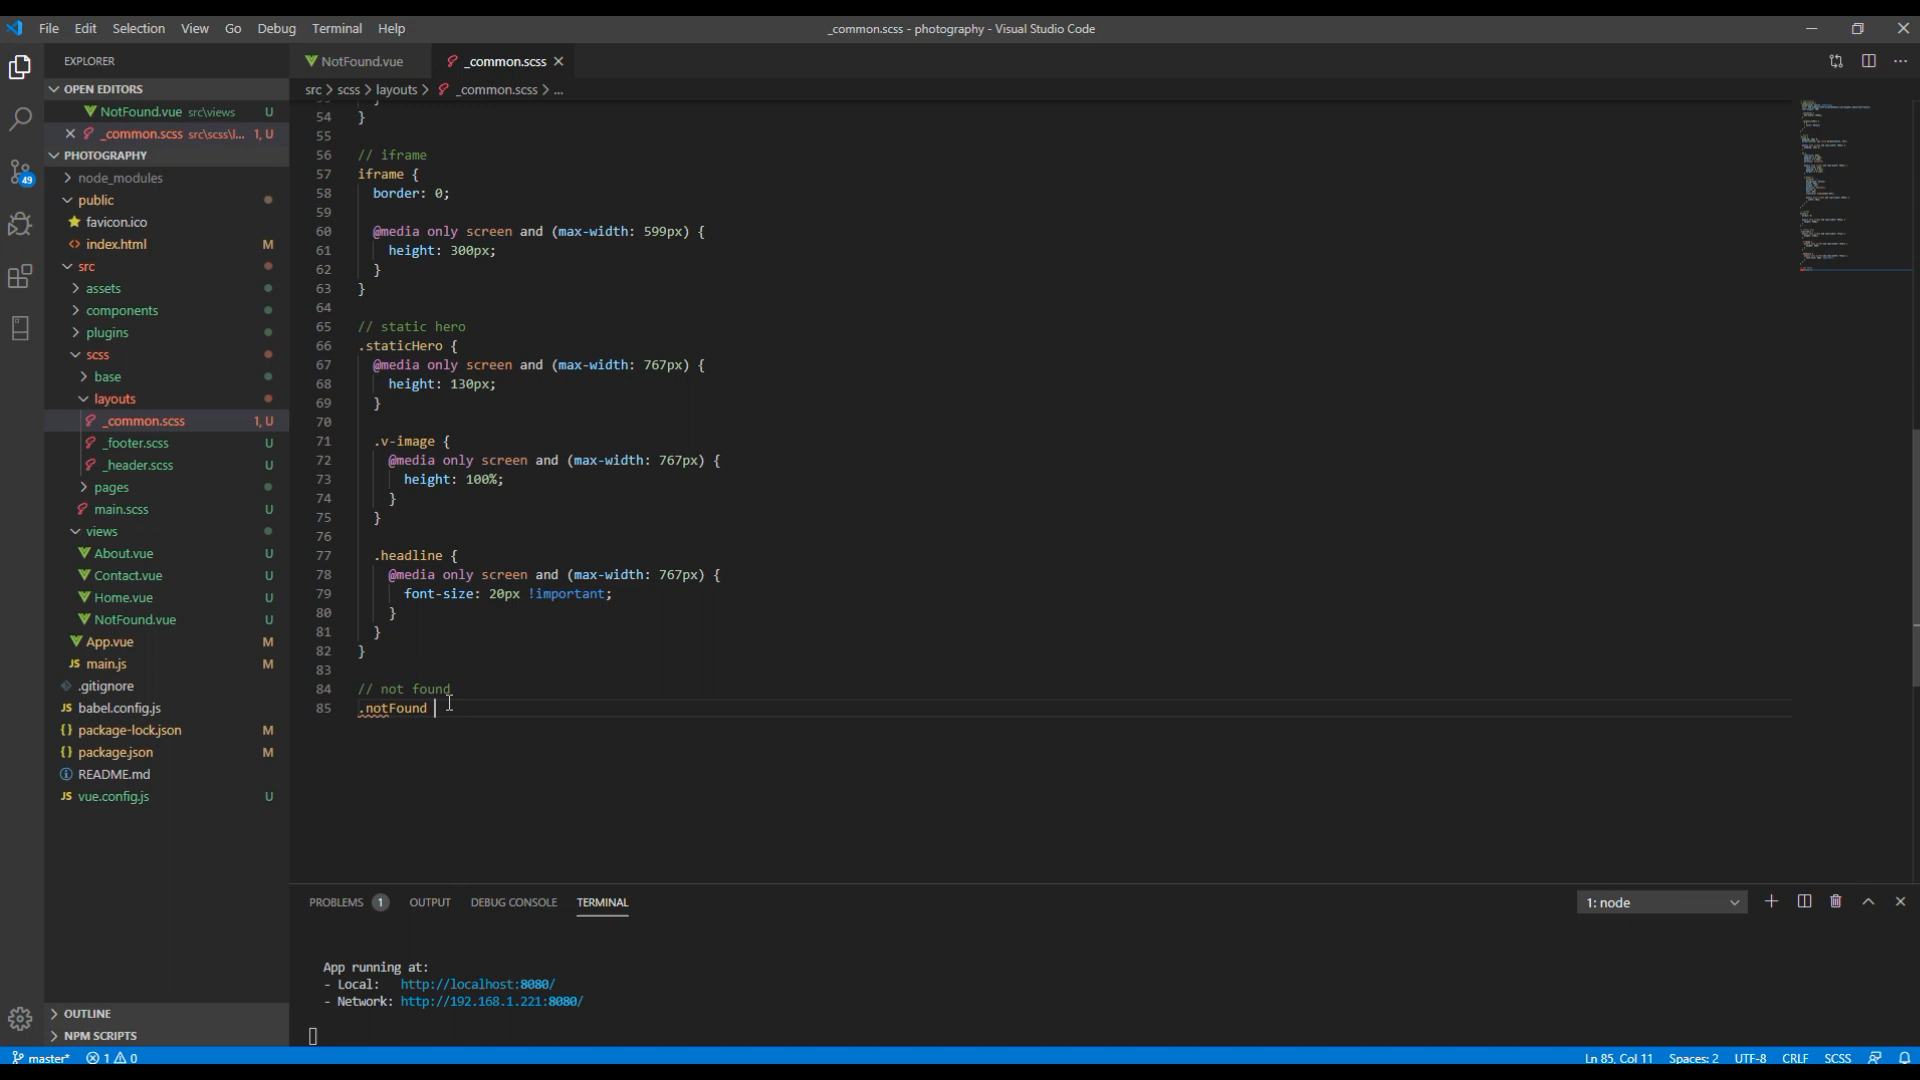 File Edit Selection View Go Debug Terminal Help
_common.scss - photography - Visual Studio Code
EXPLORER
OPEN EDITORS
NotFound.vue src\views U
_common.scss src\scss\l... 1, U
PHOTOGRAPHY
node_modules
public
favicon.ico
index.html M
src
assets
components
plugins
scss
base
layouts
_common.scss 1, U
_footer.scss U
_header.scss U
pages
main.scss U
views
About.vue U
Contact.vue U
Home.vue U
NotFound.vue U
App.vue M
JS main.js M
.gitignore
babel.config.js
package-lock.json M
package.json M
README.md
JS vue.config.js U
OUTLINE
NPM SCRIPTS
49
NotFound.vue _common.scss
src > scss > layouts > _common.scss > ...
54 }
55
56 // iframe
57 iframe {
58 border: 0;
59
60 @media only screen and (max-width: 599px) {
61 height: 300px;
62 }
63 }
64
65 // static hero
66 .staticHero {
67 @media only screen and (max-width: 767px) {
68 height: 130px;
69 }
70
71 .v-image {
72 @media only screen and (max-width: 767px) {
73 height: 100%;
74 }
75 }
76
77 .headline {
78 @media only screen and (max-width: 767px) {
79 font-size: 20px !important;
80 }
81 }
82 }
83
84 // not found
85 .notFound
PROBLEMS 1 OUTPUT DEBUG CONSOLE TERMINAL
1: node
App running at:
- Local: http://localhost:8080/
- Network: http://192.168.1.221:8080/
master* 1 0
Ln 85, Col 11 Spaces: 2 UTF-8 CRLF SCSS